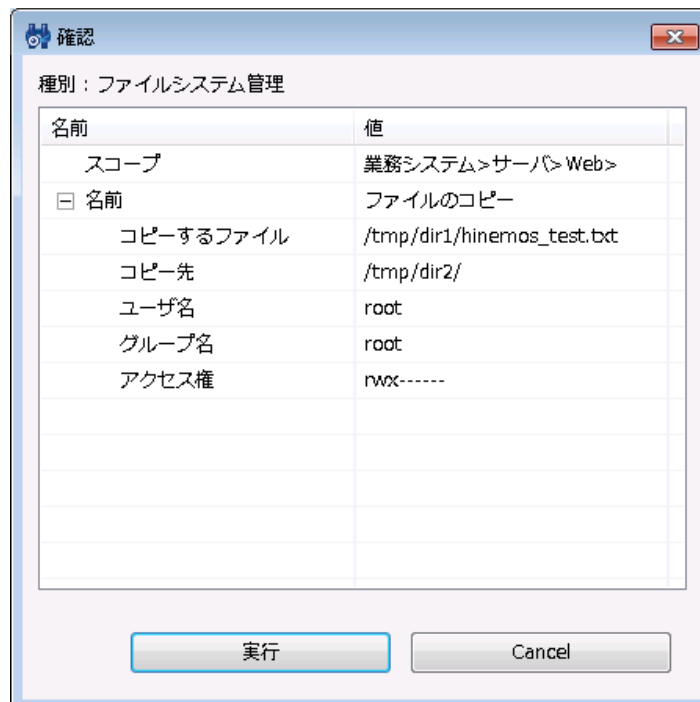 確認
種別：ファイルシステム管理
名前 値
スコープ 業務システム>サーバ>Web>
名前 ファイルのコピー
コピーするファイル /tmp/dir1/hinemos_test.txt
コピー先 /tmp/dir2/
ユーザ名 root
グループ名 root
アクセス権 rwx------
実行 Cancel